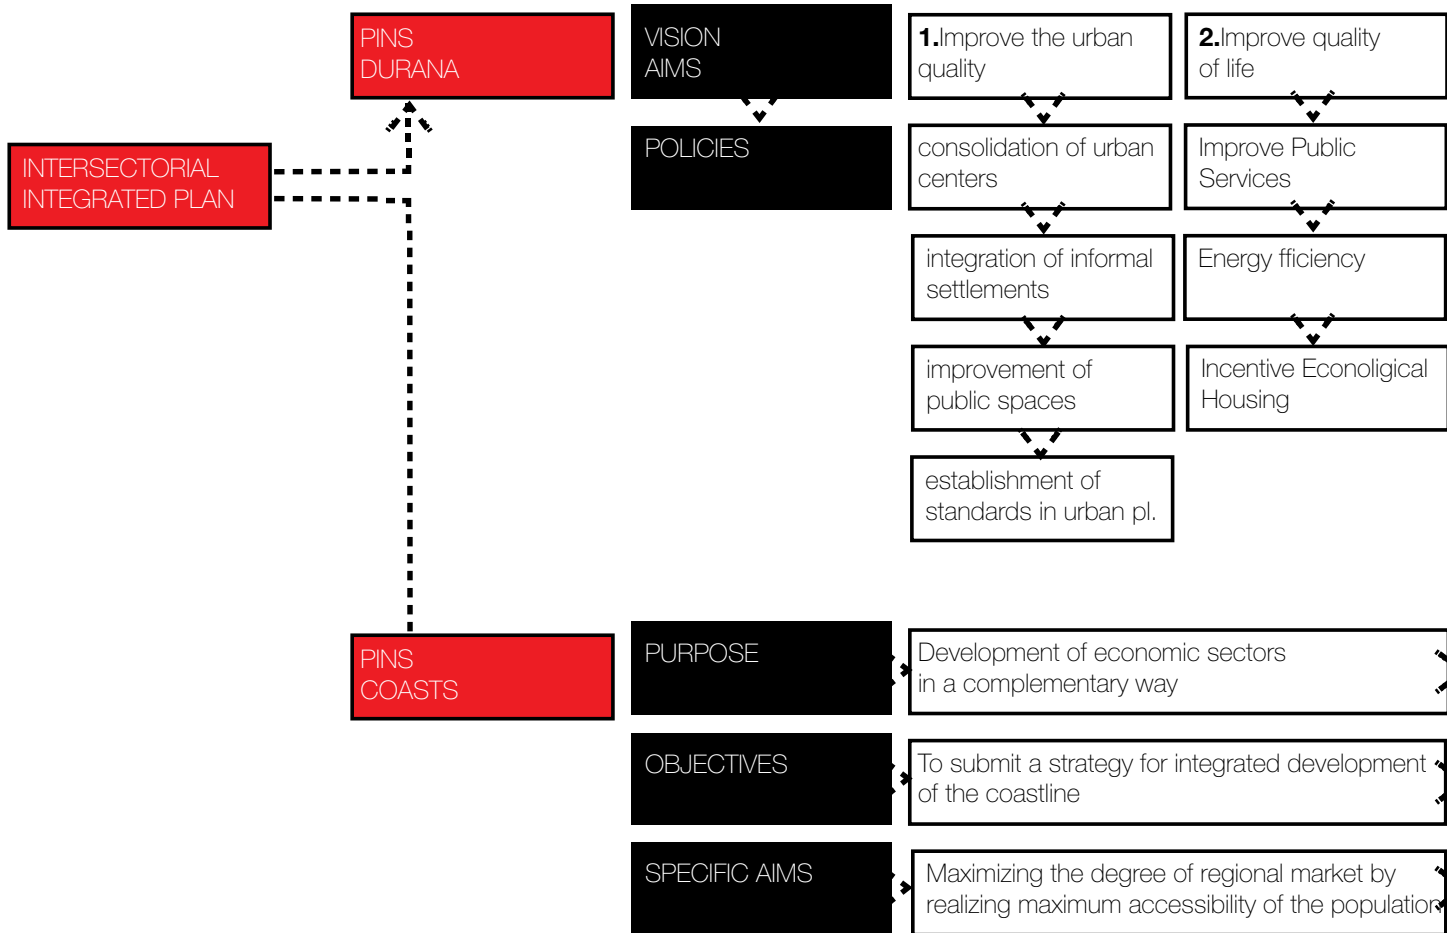 PINS
DURANA
VISION
AIMS
1.Improve the urban
quality
2.Improve quality
of life
INTERSECTORIAL
INTEGRATED PLAN
POLICIES
consolidation of urban
centers
Improve Public
Services
integration of informal
settlements
Energy fficiency
improvement of
public spaces
Incentive Econoligical
Housing
establishment of
standards in urban pl.
PINS
COASTS
PURPOSE
Development of economic sectors
in a complementary way
OBJECTIVES
To submit a strategy for integrated development
of the coastline
SPECIFIC AIMS
Maximizing the degree of regional market by
realizing maximum accessibility of the population